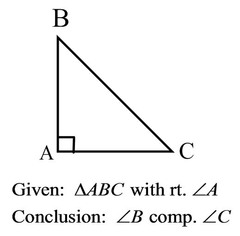 B
A
C
Given: ΔABC with rt. ∠A
Conclusion: ∠B comp. ∠C